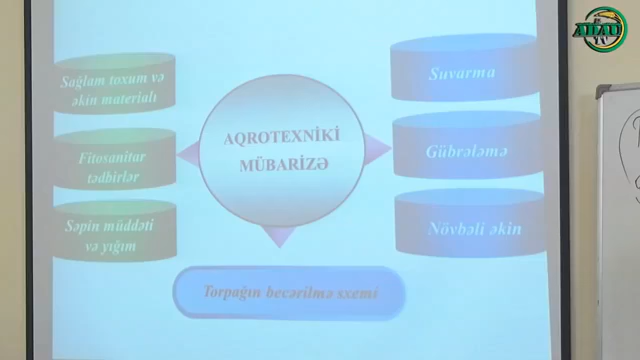 ADAU
Sağlam toxum və
əkin materialı
Fitosanitar
tədbirlər
Səpin müddəti
və yığım
AQROTEXNİKİ
MÜBARİZƏ
Suvarma
Gübrələmə
Növbəli əkin
Torpağın becərilmə sxemi